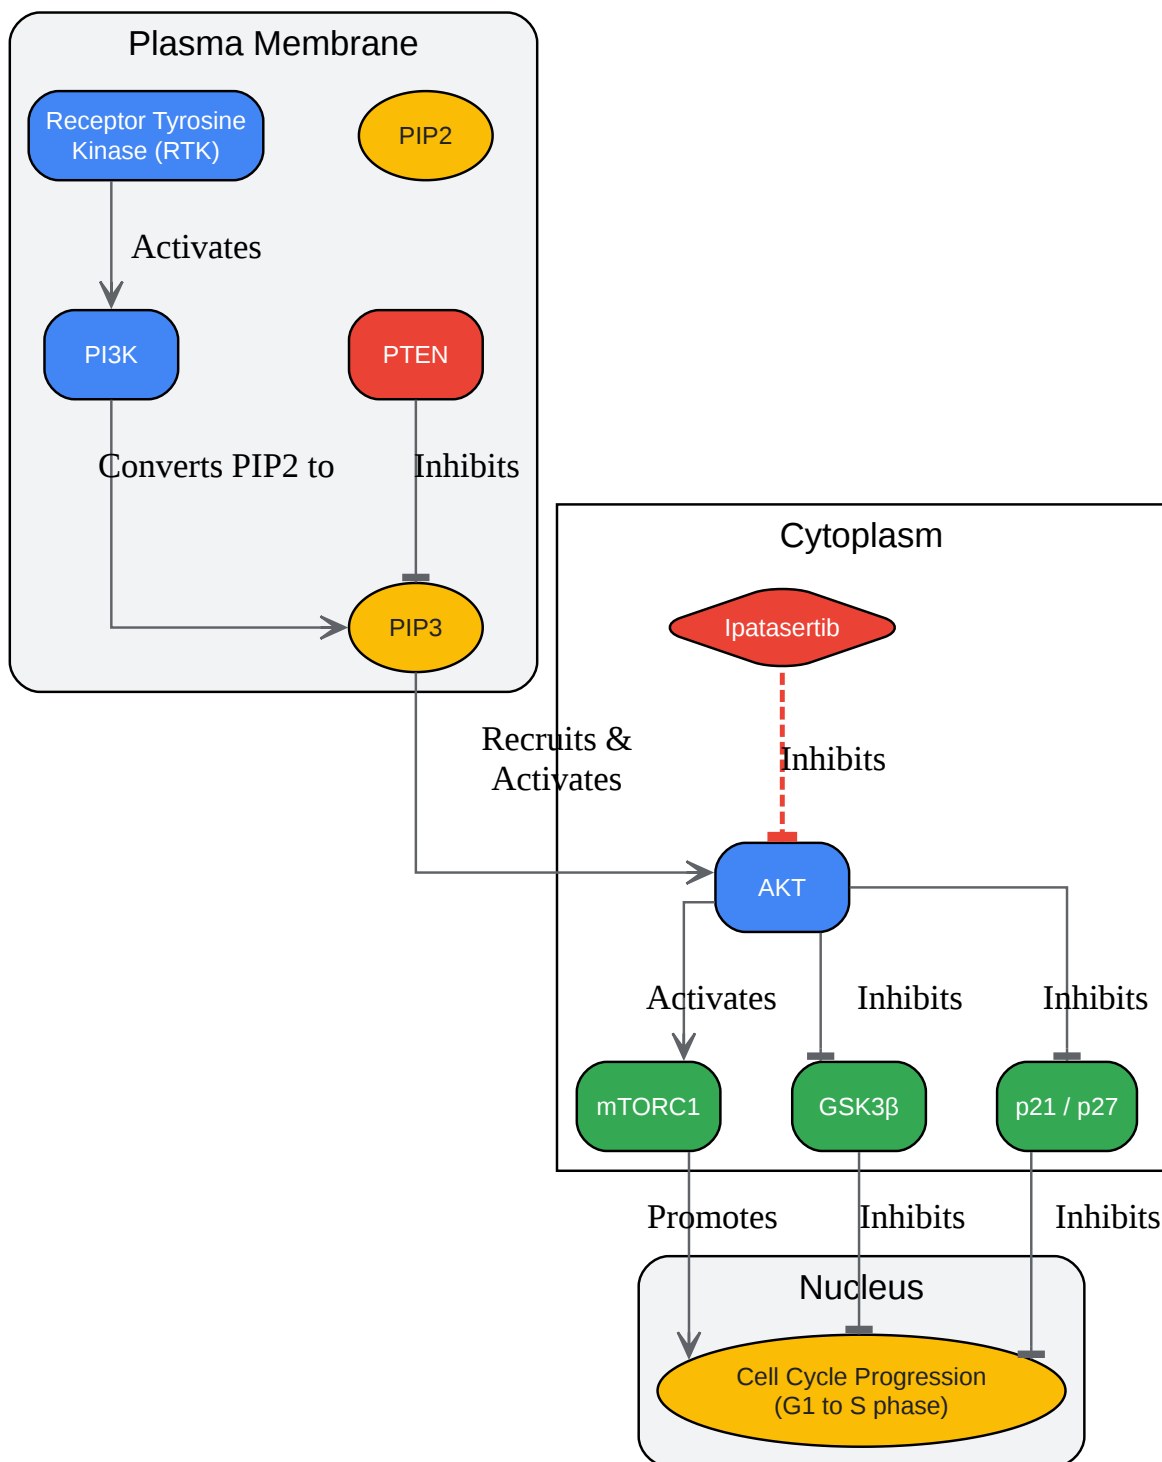 Plasma Membrane
Receptor Tyrosine
Kinase (RTK)
PIP2
Activates
PI3K
PTEN
Converts PIP2 to
Inhibits
PIP3
Cytoplasm
Ipatasertib
Recruits &
Activates
Inhibits
AKT
Activates
Inhibits
Inhibits
mTORC1
GSK3β
p21 / p27
Promotes
Inhibits
Inhibits
Nucleus
Cell Cycle Progression
(G1 to S phase)